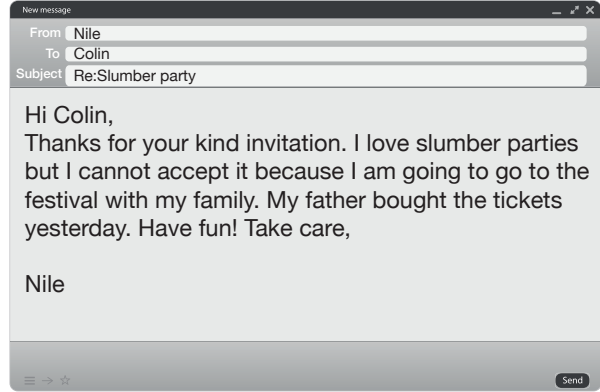 New message
From Nile
To Colin
Subject Re:Slumber party
Hi Colin,
Thanks for your kind invitation. I love slumber parties
but I cannot accept it because I am going to go to the
festival with my family. My father bought the tickets
yesterday. Have fun! Take care,
Nile
Send